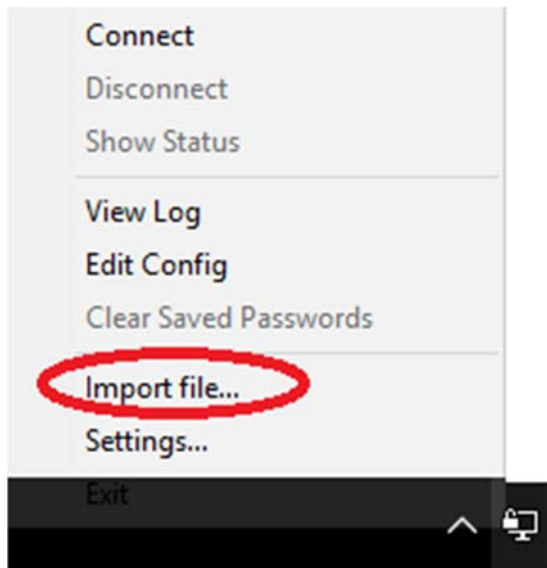 Connect
Disconnect
Show Status
View Log
Edit Config
Clear Saved Passwords
Import file...
Settings...
Exit